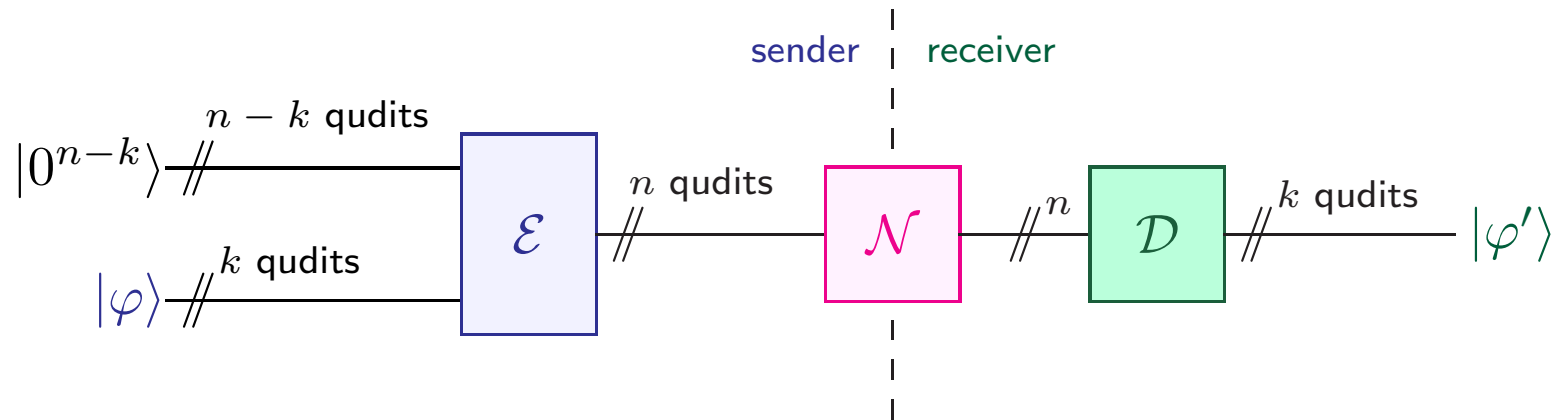 sender receiver
n − k qudits
|0^{n−k}⟩
n qudits
ℰ
𝒩
n
𝒟
k qudits
|φ′⟩
k qudits
|φ⟩